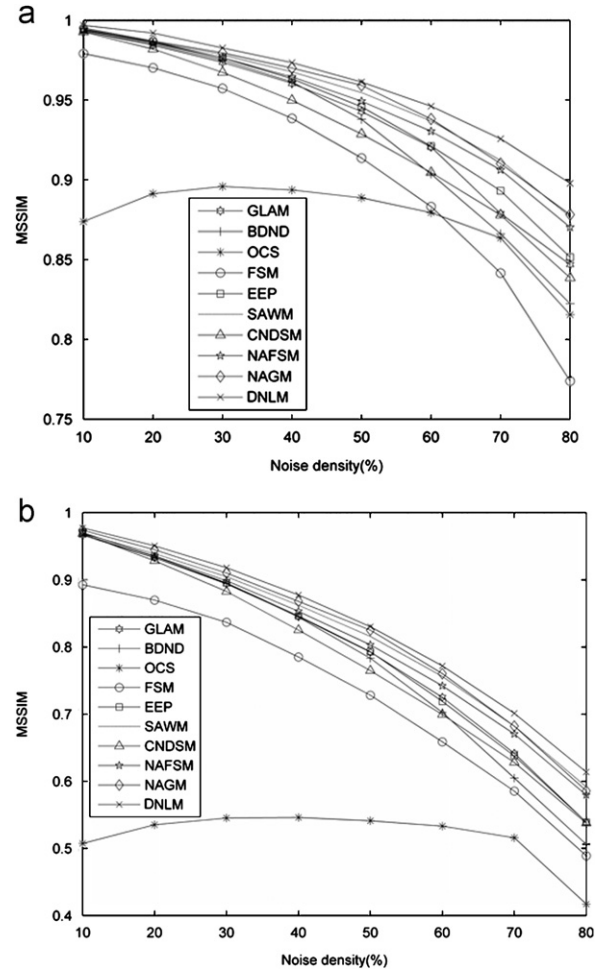 a
1
0.95
0.9
0.85
0.8
0.75
MSSIM
GLAM
BDND
OCS
FSM
EEP
SAWM
CNDSM
NAFSM
NAGM
DNLM
10 20 30 40 50 60 70 80
Noise density(%)
b
1
0.9
0.8
0.7
0.6
0.5
0.4
MSSIM
GLAM
BDND
OCS
FSM
EEP
SAWM
CNDSM
NAFSM
NAGM
DNLM
10 20 30 40 50 60 70 80
Noise density(%)